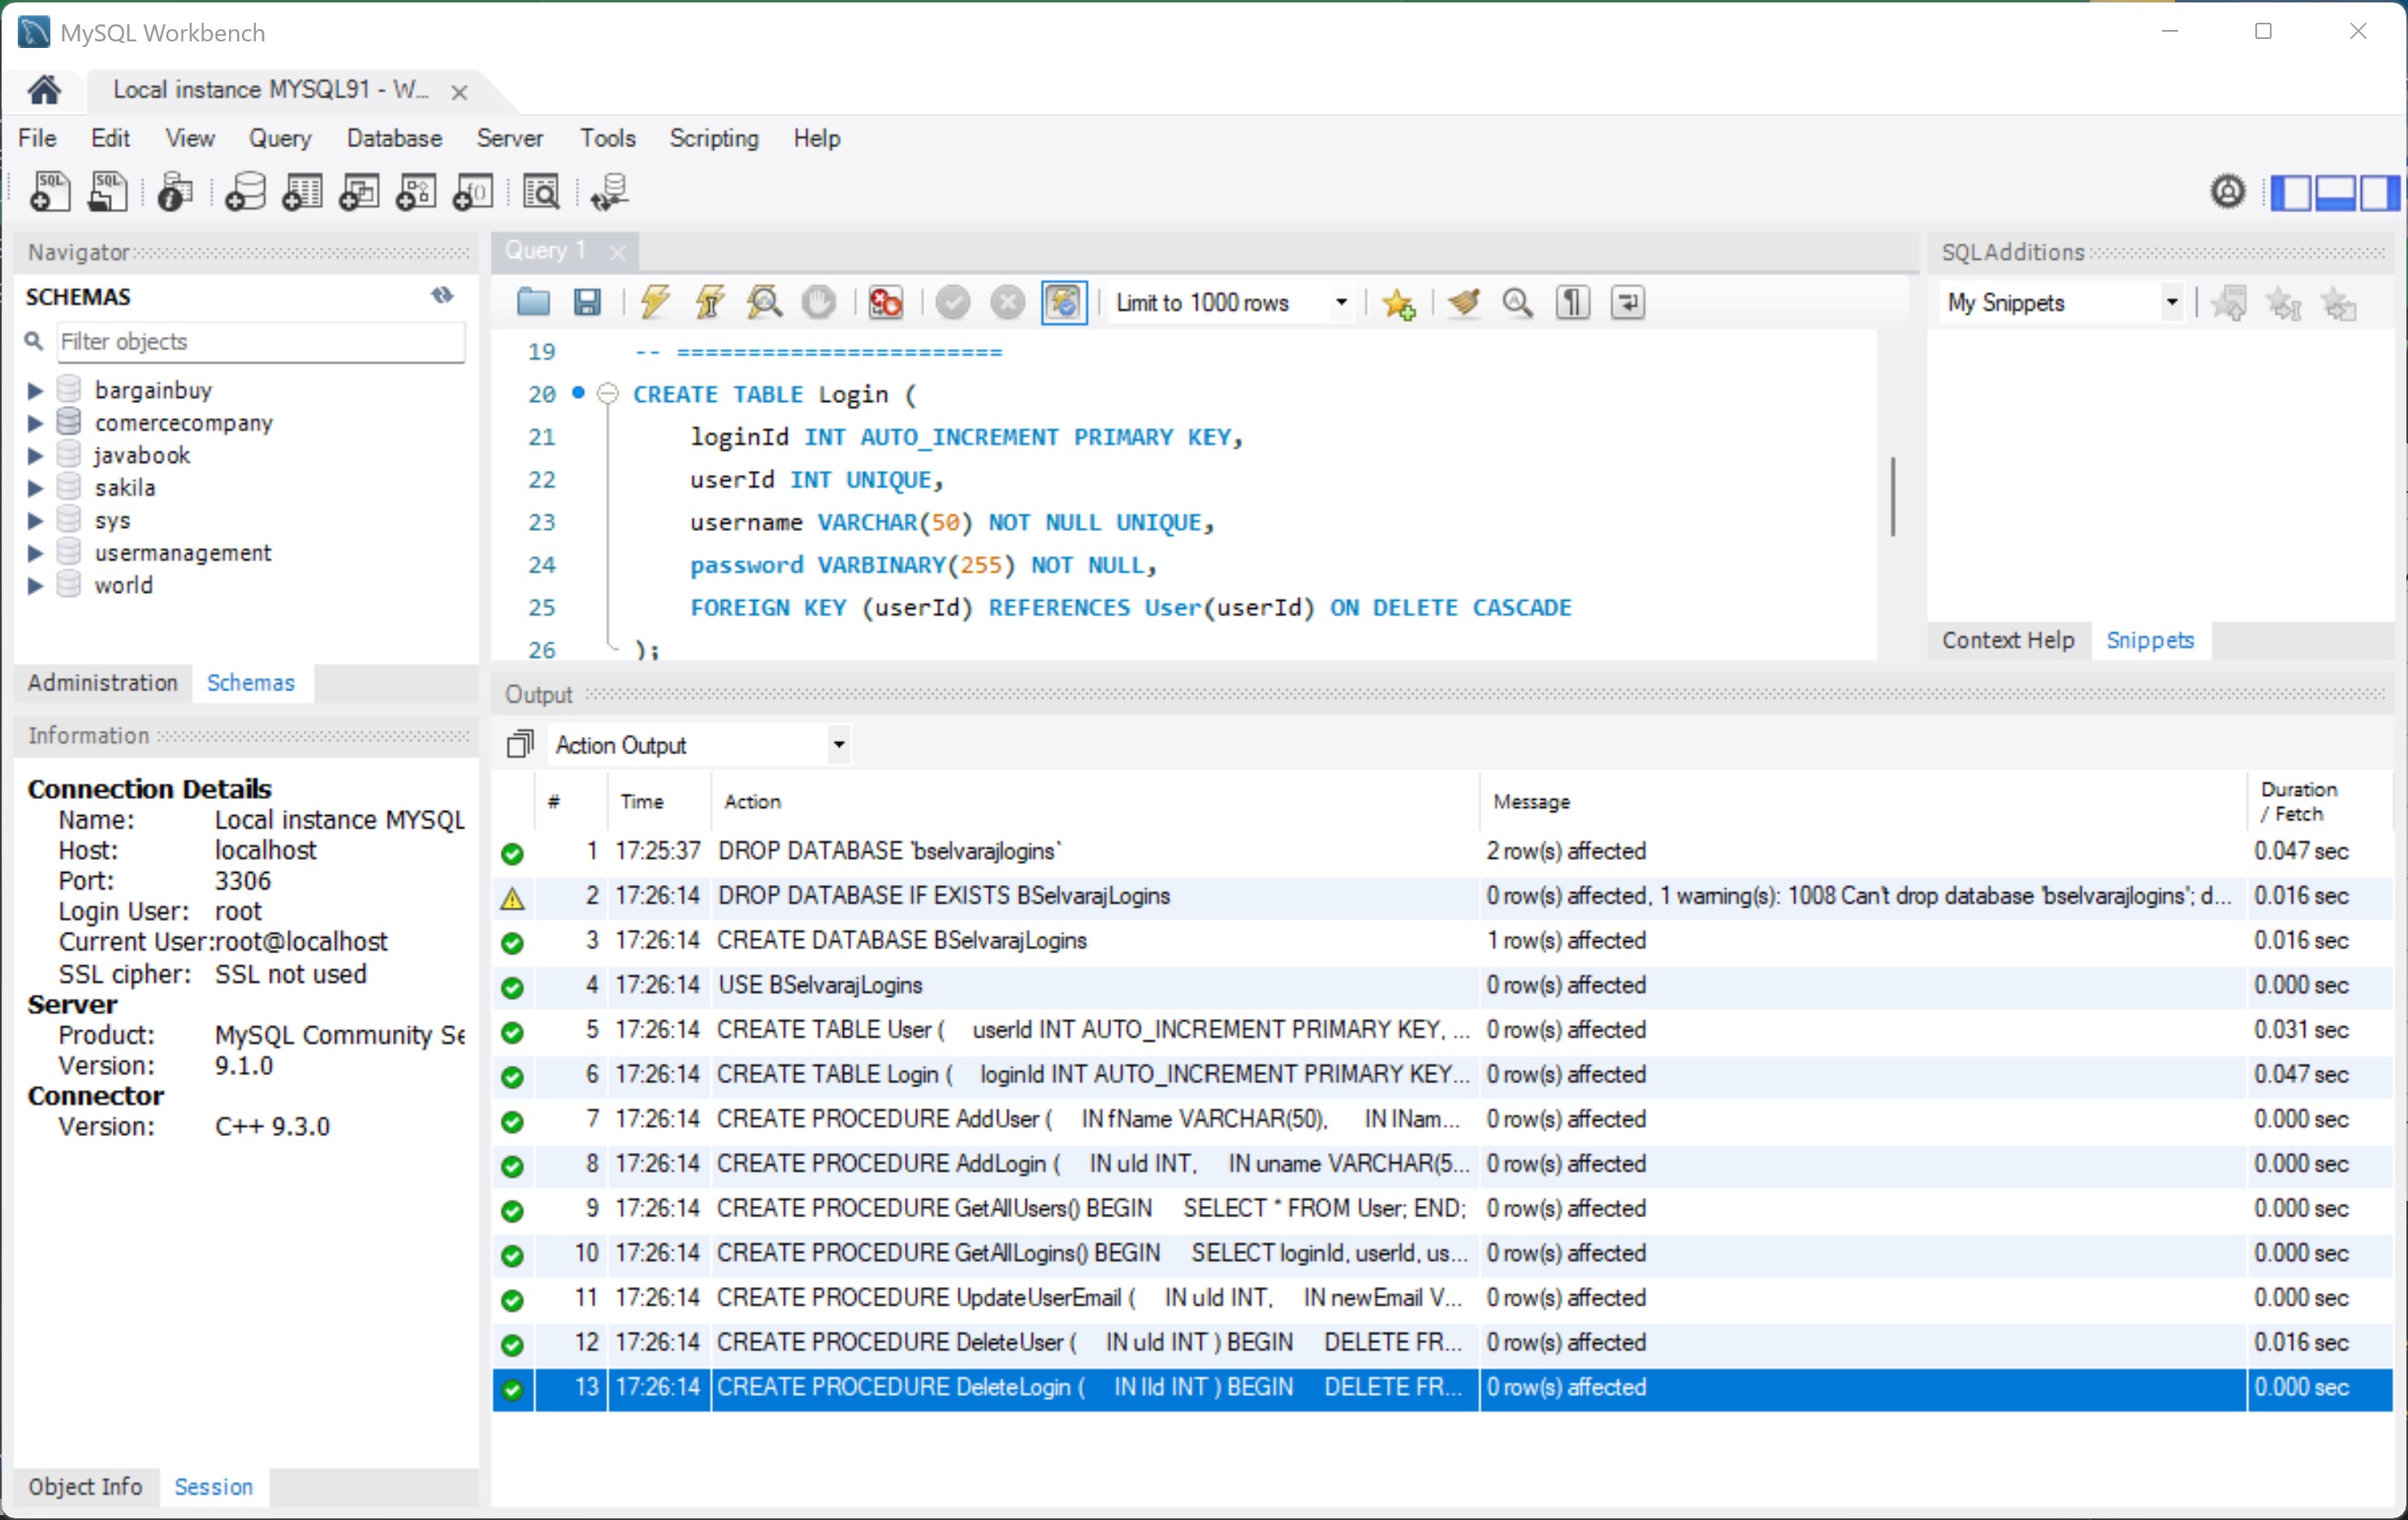 MySQL Workbench
Local instance MYSQL91 - W...
File Edit View Query Database Server Tools Scripting Help
Navigator
SCHEMAS
Filter objects
bargainbuy
comercecompany
javabook
sakila
sys
usermanagement
world
Administration Schemas
Query 1
Limit to 1000 rows
19 -- =======================
20 CREATE TABLE Login (
21 loginId INT AUTO_INCREMENT PRIMARY KEY,
22 userId INT UNIQUE,
23 username VARCHAR(50) NOT NULL UNIQUE,
24 password VARBINARY(255) NOT NULL,
25 FOREIGN KEY (userId) REFERENCES User(userId) ON DELETE CASCADE
26 );
SQLAdditions
My Snippets
Context Help Snippets
Information
Connection Details
Name: Local instance MYSQL
Host: localhost
Port: 3306
Login User: root
Current User:root@localhost
SSL cipher: SSL not used
Server
Product: MySQL Community Se
Version: 9.1.0
Connector
Version: C++ 9.3.0
Object Info Session
Output
Action Output
# Time Action Message Duration / Fetch
1 17:25:37 DROP DATABASE `bselvarajlogins` 2 row(s) affected 0.047 sec
2 17:26:14 DROP DATABASE IF EXISTS BSelvarajLogins 0 row(s) affected, 1 warning(s): 1008 Can't drop database 'bselvarajlogins'; d... 0.016 sec
3 17:26:14 CREATE DATABASE BSelvarajLogins 1 row(s) affected 0.016 sec
4 17:26:14 USE BSelvarajLogins 0 row(s) affected 0.000 sec
5 17:26:14 CREATE TABLE User ( userId INT AUTO_INCREMENT PRIMARY KEY, ... 0 row(s) affected 0.031 sec
6 17:26:14 CREATE TABLE Login ( loginId INT AUTO_INCREMENT PRIMARY KEY... 0 row(s) affected 0.047 sec
7 17:26:14 CREATE PROCEDURE AddUser ( IN fName VARCHAR(50), IN lNam... 0 row(s) affected 0.000 sec
8 17:26:14 CREATE PROCEDURE AddLogin ( IN uId INT, IN uname VARCHAR(5... 0 row(s) affected 0.000 sec
9 17:26:14 CREATE PROCEDURE GetAllUsers() BEGIN SELECT * FROM User; END; 0 row(s) affected 0.000 sec
10 17:26:14 CREATE PROCEDURE GetAllLogins() BEGIN SELECT loginId, userId, us... 0 row(s) affected 0.000 sec
11 17:26:14 CREATE PROCEDURE UpdateUserEmail ( IN uId INT, IN newEmail V... 0 row(s) affected 0.000 sec
12 17:26:14 CREATE PROCEDURE DeleteUser ( IN uId INT ) BEGIN DELETE FR... 0 row(s) affected 0.016 sec
13 17:26:14 CREATE PROCEDURE DeleteLogin ( IN lId INT ) BEGIN DELETE FR... 0 row(s) affected 0.000 sec